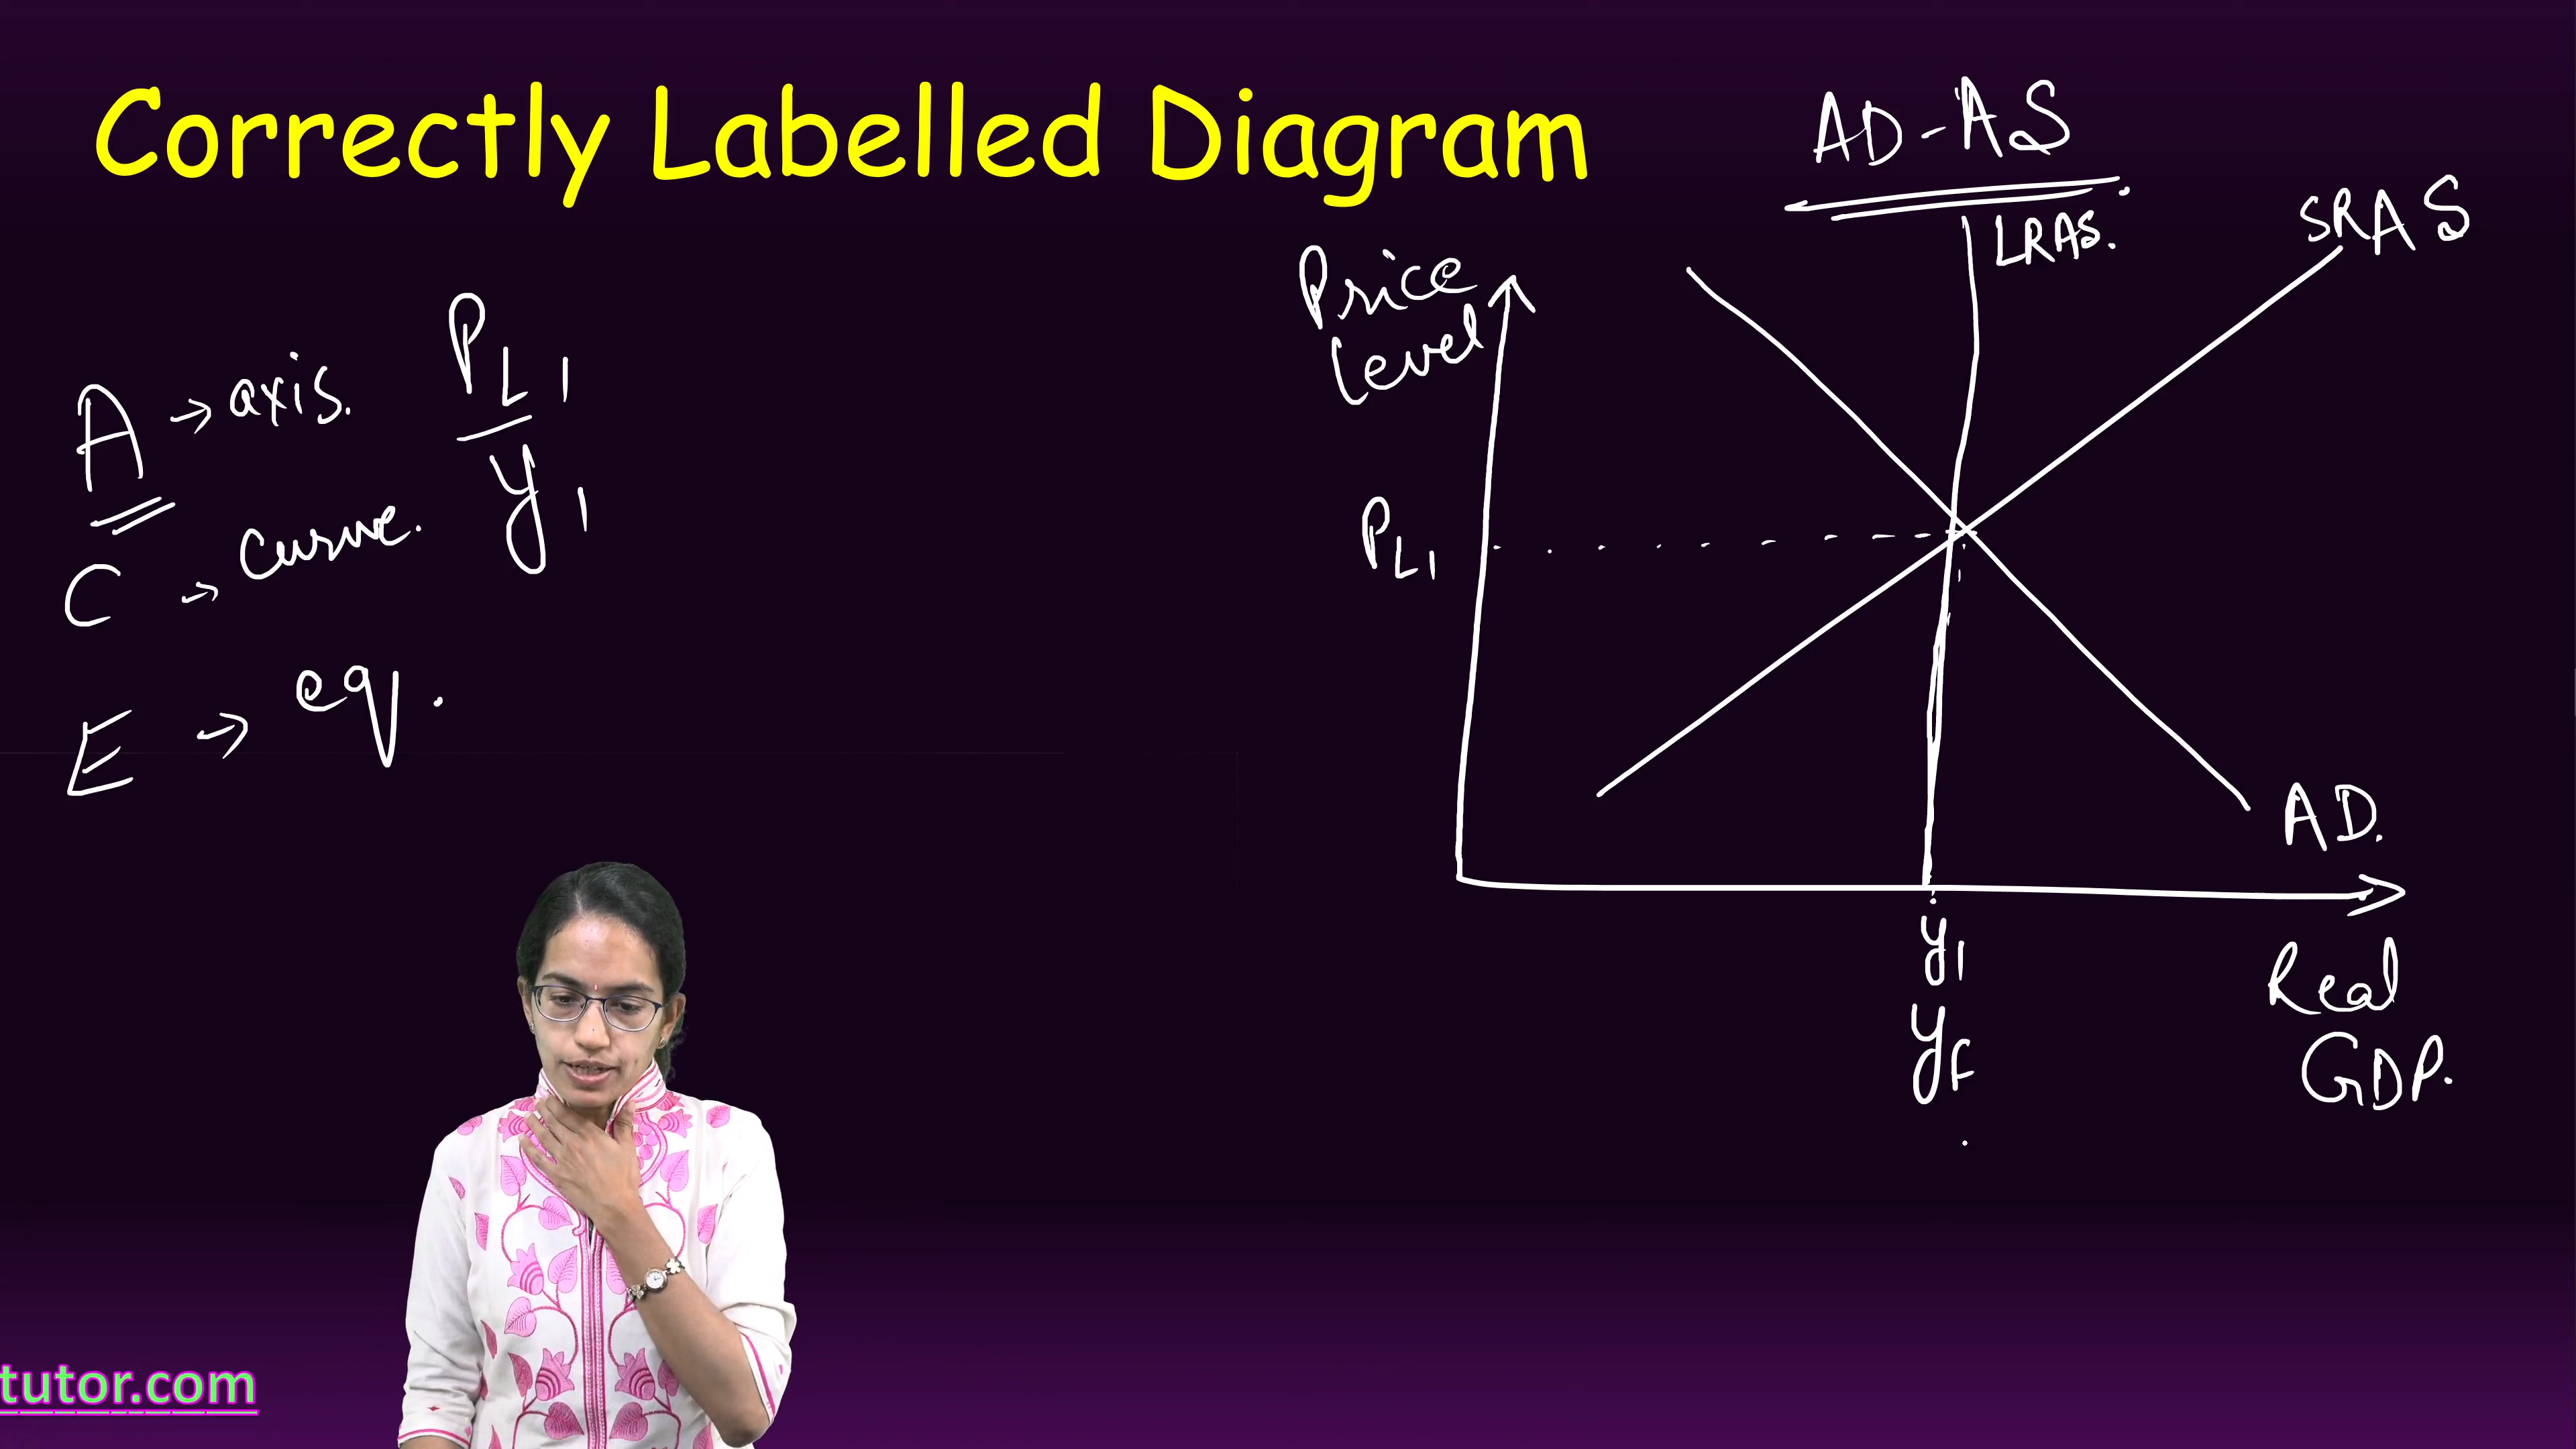 Correctly Labelled Diagram
A → axis.
C → curve.
E → eq.
PL1
Y1
AD-AS
Price
Level
LRAS.
SRAS
PL1
AD.
Y1
YF
Real
GDP.
tutor.com